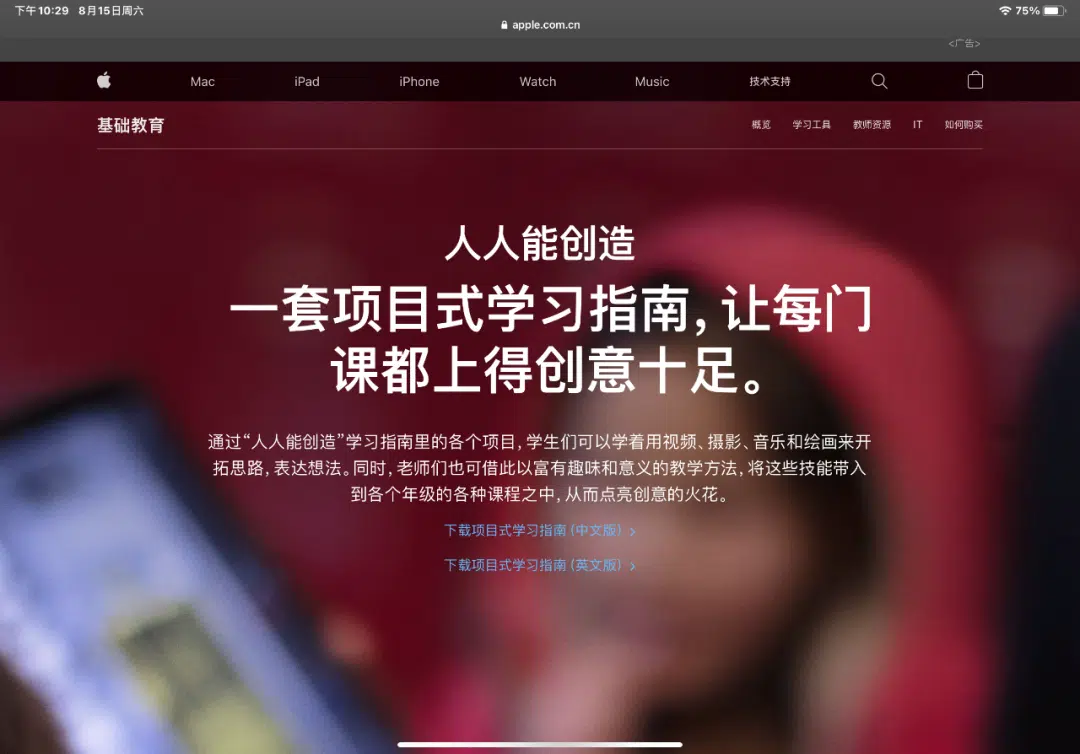 下午10:29 8月15日周六 75%
apple.com.cn
<广告>
Mac iPad iPhone Watch Music 技术支持
基础教育 概览 学习工具 教师资源 IT 如何购买
人人能创造
一套项目式学习指南，让每门
课都上得创意十足。
通过“人人能创造”学习指南里的各个项目，学生们可以学着用视频、摄影、音乐和绘画来开
拓思路，表达想法。同时，老师们也可借此以富有趣味和意义的教学方法，将这些技能带入
到各个年级的各种课程之中，从而点亮创意的火花。
下载项目式学习指南 (中文版) >
下载项目式学习指南 (英文版) >